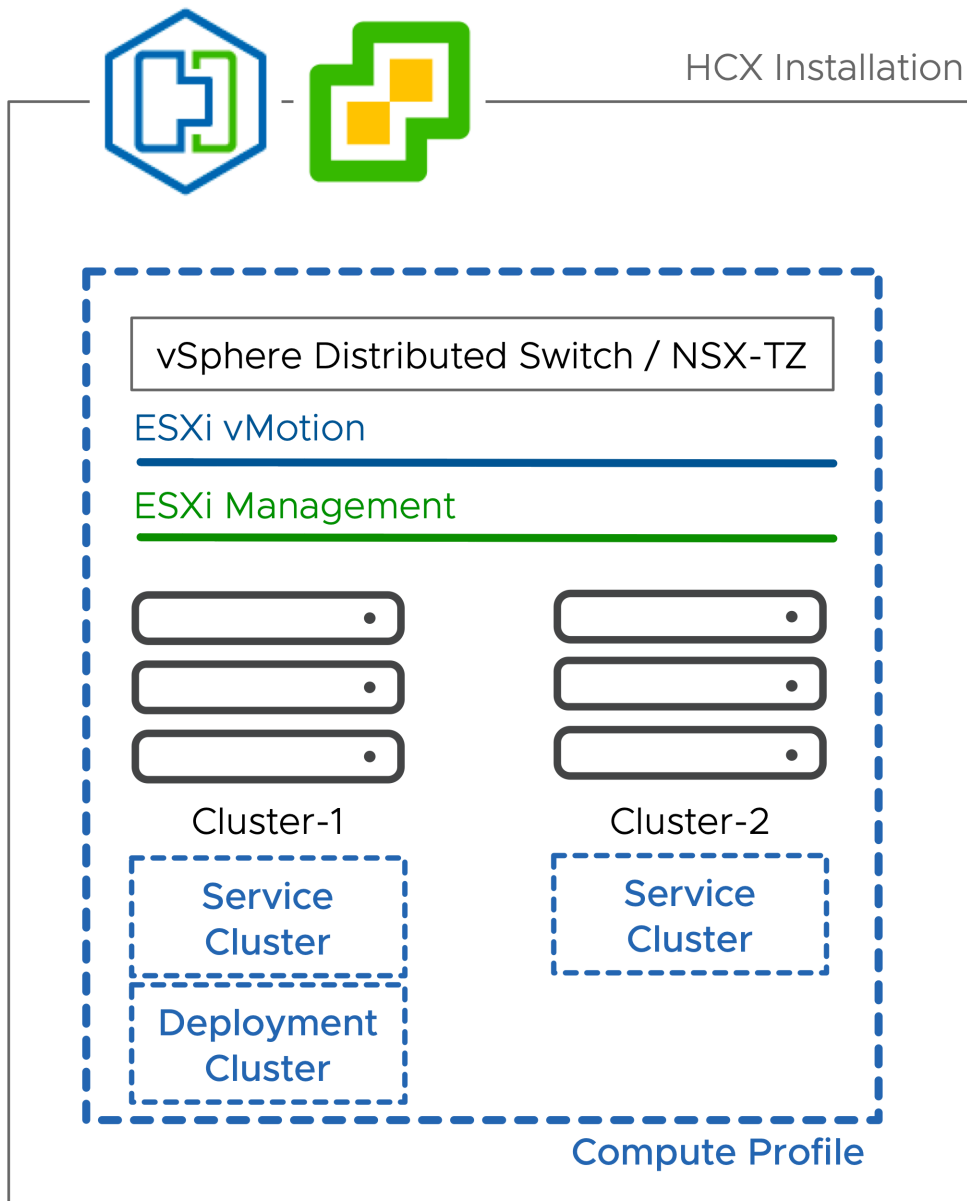 HCX Installation
vSphere Distributed Switch / NSX-TZ
ESXi vMotion
ESXi Management
Cluster-1
Cluster-2
Service
Cluster
Service
Cluster
Deployment
Cluster
Compute Profile